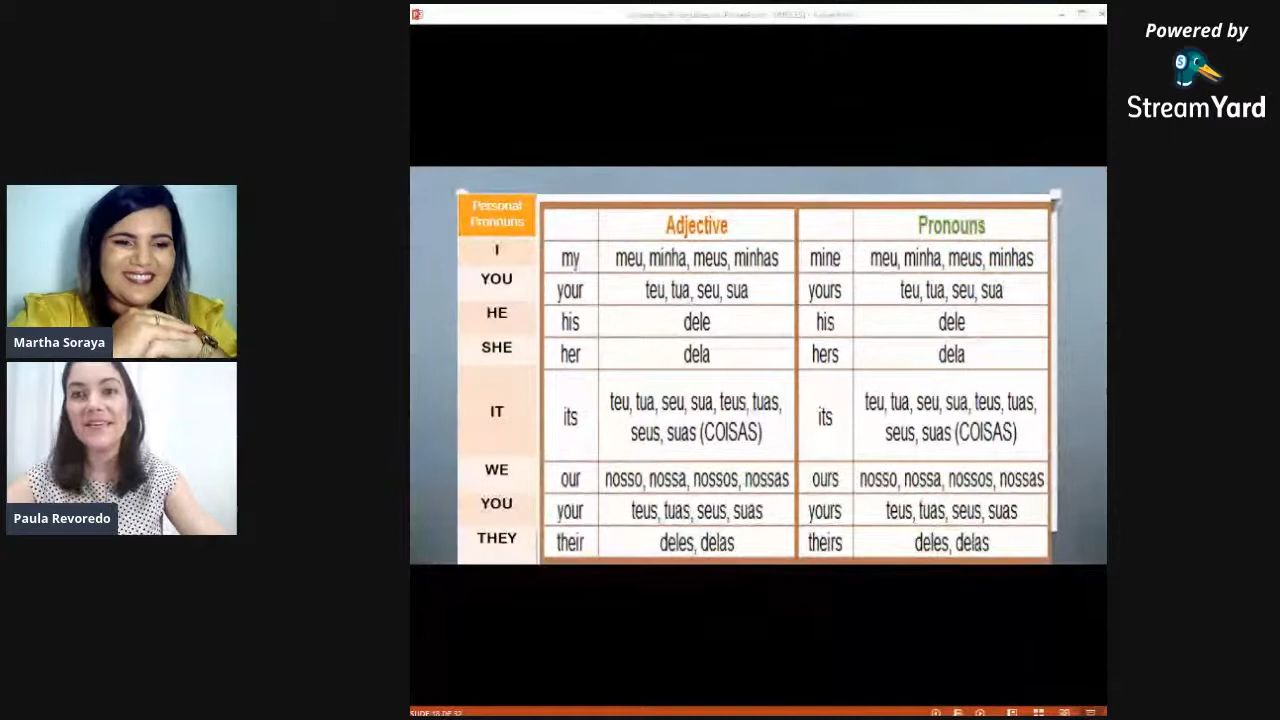 Powered by
StreamYard
Martha Soraya
Paula Revoredo
Personal
Pronouns
Adjective
Pronouns
I
my
meu, minha, meus, minhas
mine
meu, minha, meus, minhas
YOU
your
teu, tua, seu, sua
yours
teu, tua, seu, sua
HE
his
dele
his
dele
SHE
her
dela
hers
dela
IT
its
teu, tua, seu, sua, teus, tuas,
seus, suas (COISAS)
its
teu, tua, seu, sua, teus, tuas,
seus, suas (COISAS)
WE
our
nosso, nossa, nossos, nossas
ours
nosso, nossa, nossos, nossas
YOU
your
teus, tuas, seus, suas
yours
teus, tuas, seus, suas
THEY
their
deles, delas
theirs
deles, delas
SLIDE 18 DE 32